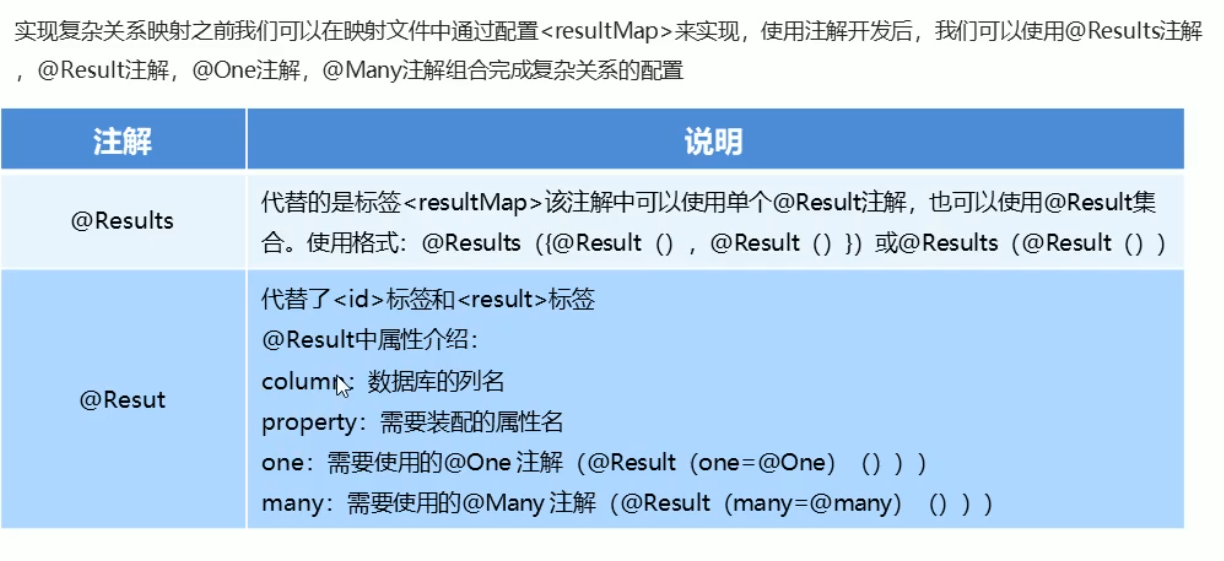 实现复杂关系映射之前我们可以在映射文件中通过配置<resultMap>来实现，使用注解开发后，我们可以使用@Results注解
，@Result注解，@One注解，@Many注解组合完成复杂关系的配置
注解
说明
@Results
代替的是标签<resultMap>该注解中可以使用单个@Result注解，也可以使用@Result集
合。使用格式：@Results（{@Result（），@Result（）}）或@Results（@Result（））
@Resut
代替了<id>标签和<result>标签
@Result中属性介绍：
column：数据库的列名
property：需要装配的属性名
one：需要使用的@One 注解（@Result（one=@One）（）））
many：需要使用的@Many 注解（@Result（many=@many）（）））